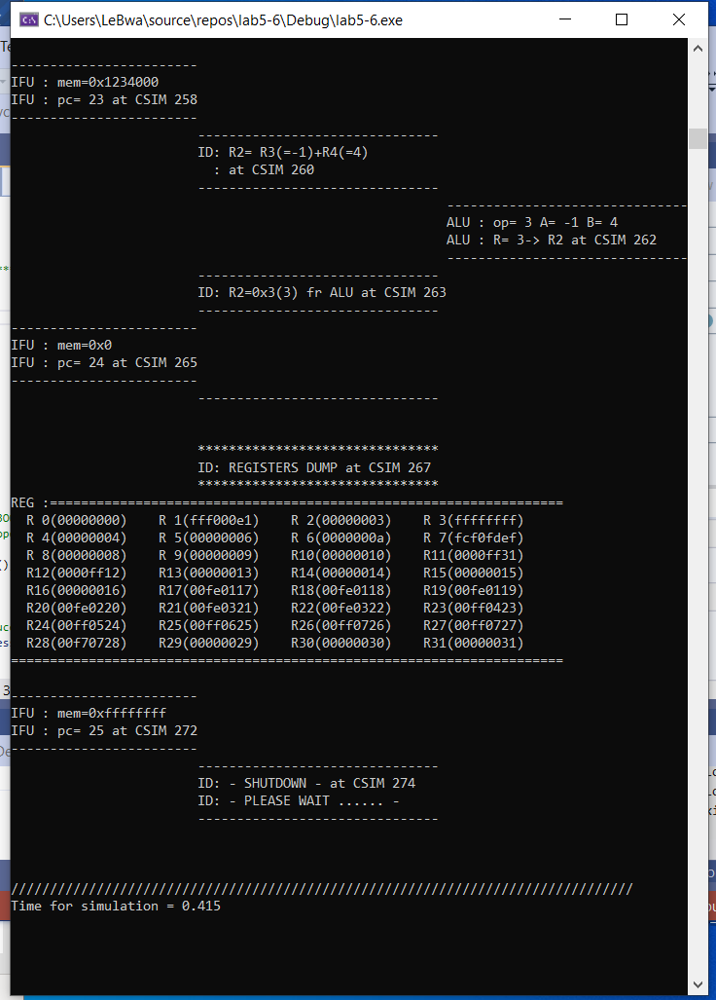 C:\Users\LeBwa\source\repos\lab5-6\Debug\lab5-6.exe
------------------------
IFU : mem=0x1234000
IFU : pc= 23 at CSIM 258
------------------------
-------------------------------
ID: R2= R3(=-1)+R4(=4)
: at CSIM 260
-------------------------------
-------------------------------
ALU : op= 3 A= -1 B= 4
ALU : R= 3-> R2 at CSIM 262
-------------------------------
-------------------------------
ID: R2=0x3(3) fr ALU at CSIM 263
-------------------------------
------------------------
IFU : mem=0x0
IFU : pc= 24 at CSIM 265
------------------------
-------------------------------
*******************************
ID: REGISTERS DUMP at CSIM 267
*******************************
REG :==================================================================
R 0(00000000) R 1(fff000e1) R 2(00000003) R 3(ffffffff)
R 4(00000004) R 5(00000006) R 6(0000000a) R 7(fcf0fdef)
R 8(00000008) R 9(00000009) R10(00000010) R11(0000ff31)
R12(0000ff12) R13(00000013) R14(00000014) R15(00000015)
R16(00000016) R17(00fe0117) R18(00fe0118) R19(00fe0119)
R20(00fe0220) R21(00fe0321) R22(00fe0322) R23(00ff0423)
R24(00ff0524) R25(00ff0625) R26(00ff0726) R27(00ff0727)
R28(00f70728) R29(00000029) R30(00000030) R31(00000031)
=======================================================================
------------------------
IFU : mem=0xffffffff
IFU : pc= 25 at CSIM 272
------------------------
-------------------------------
ID: - SHUTDOWN - at CSIM 274
ID: - PLEASE WAIT ...... -
-------------------------------
////////////////////////////////////////////////////////////////////////////////
Time for simulation = 0.415